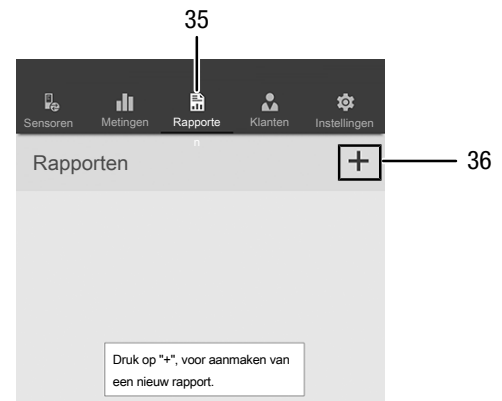 35
Sensoren Metingen Rapporte Klanten Instellingen
n
Rapporten +
36
Druk op "+", voor aanmaken van
een nieuw rapport.